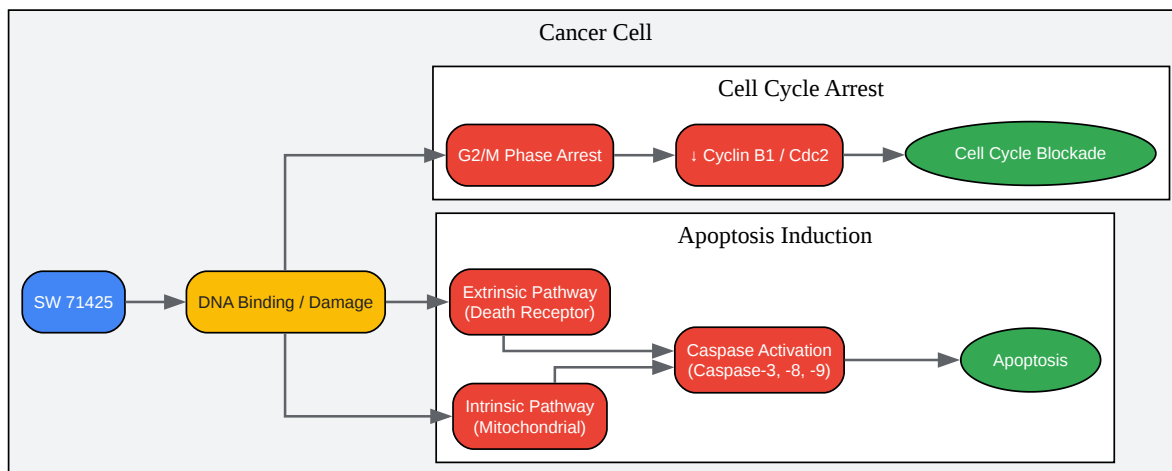 Cancer Cell
Cell Cycle Arrest
G2/M Phase Arrest
↓ Cyclin B1 / Cdc2
Cell Cycle Blockade
Apoptosis Induction
SW 71425
DNA Binding / Damage
Extrinsic Pathway
(Death Receptor)
Intrinsic Pathway
(Mitochondrial)
Caspase Activation
(Caspase-3, -8, -9)
Apoptosis